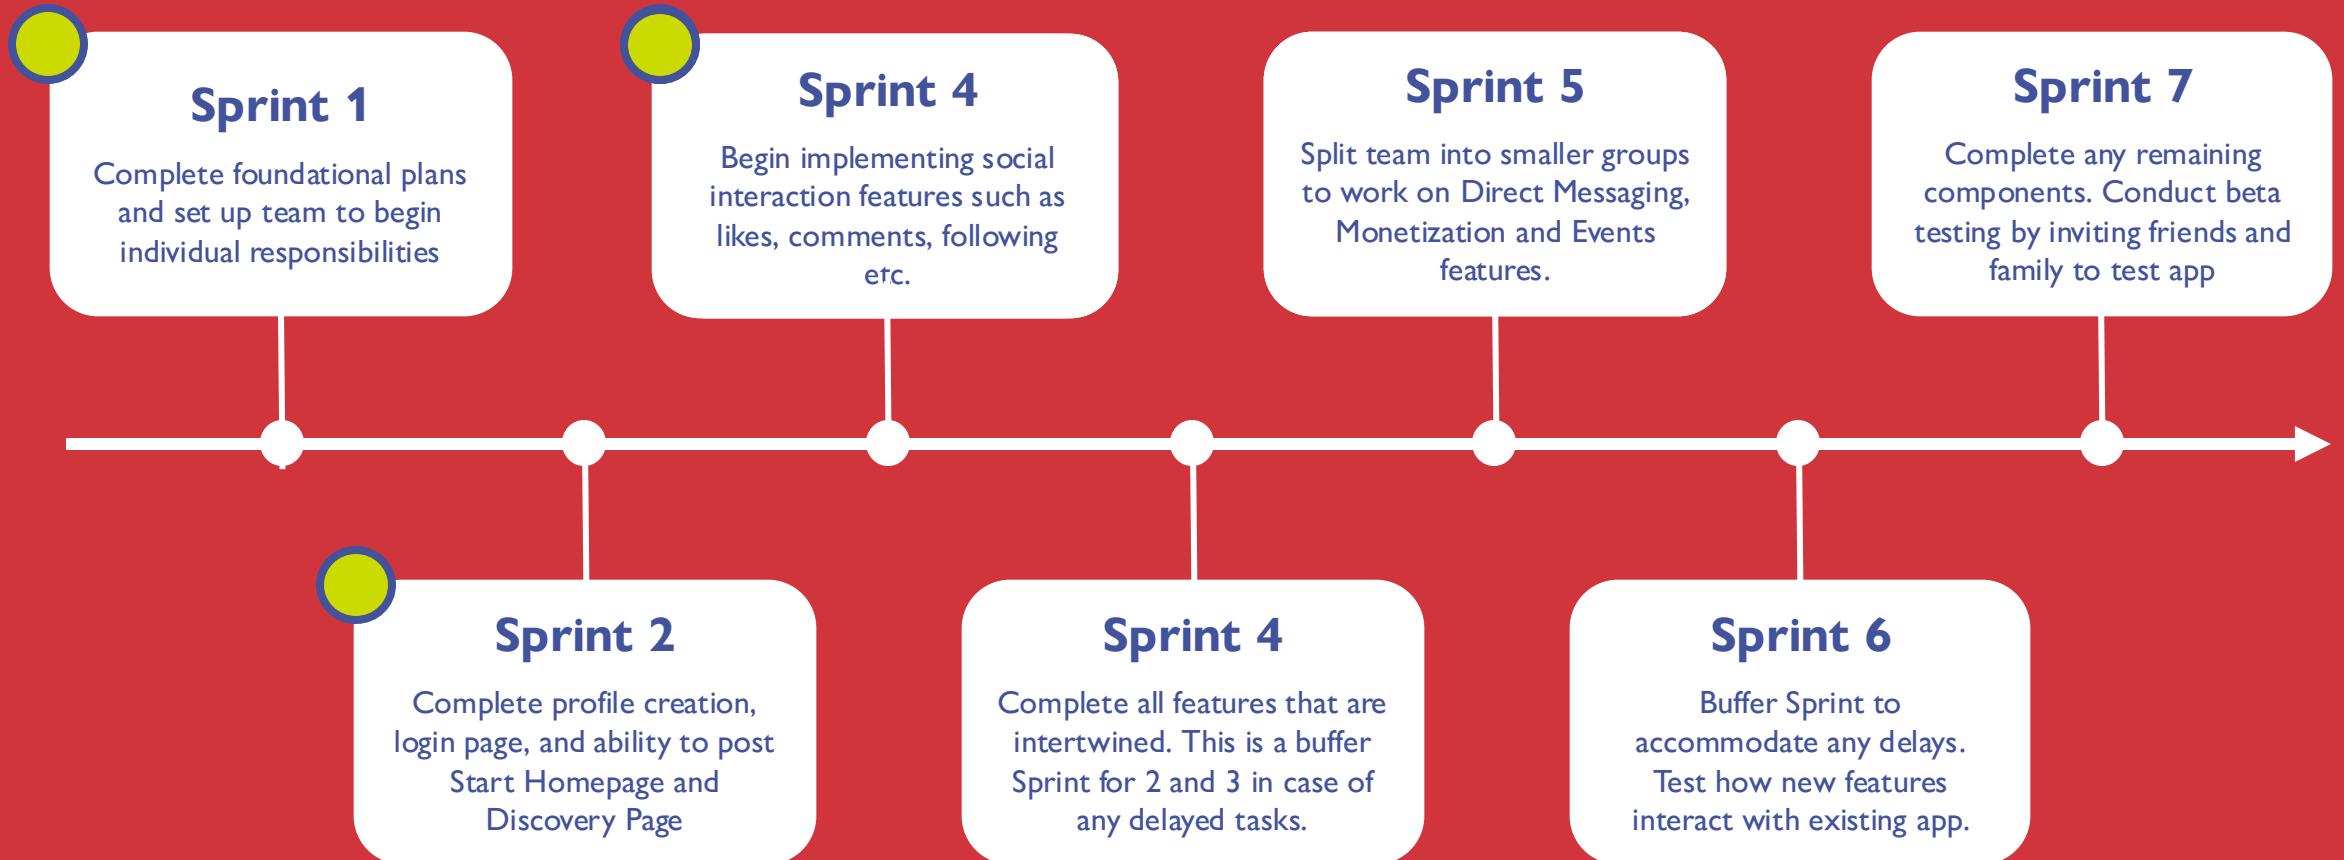 Sprint 1
Complete foundational plans
and set up team to begin
individual responsibilities
Sprint 2
Complete profile creation,
login page, and ability to post
Start Homepage and
Discovery Page
Sprint 4
Begin implementing social
interaction features such as
likes, comments, following
etc.
Sprint 4
Complete all features that are
intertwined. This is a buffer
Sprint for 2 and 3 in case of
any delayed tasks.
Sprint 5
Split team into smaller groups
to work on Direct Messaging,
Monetization and Events
features.
Sprint 6
Buffer Sprint to
accommodate any delays.
Test how new features
interact with existing app.
Sprint 7
Complete any remaining
components. Conduct beta
testing by inviting friends and
family to test app